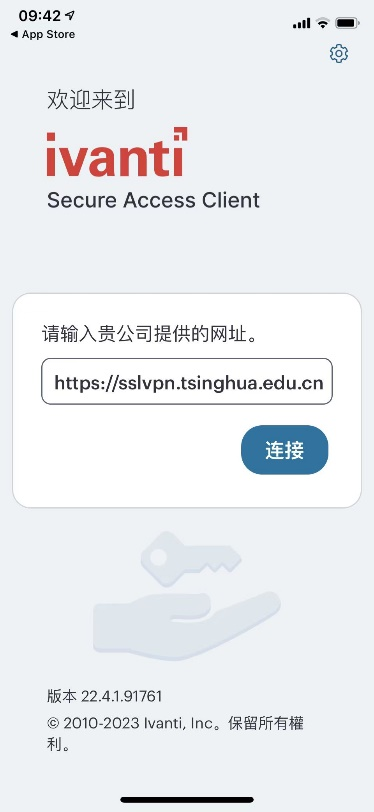 09:42
App Store
欢迎来到
ivanti
Secure Access Client
请输入贵公司提供的网址。
https://sslvpn.tsinghua.edu.cn
连接
版本 22.4.1.91761
© 2010-2023 Ivanti, Inc。保留所有權
利。